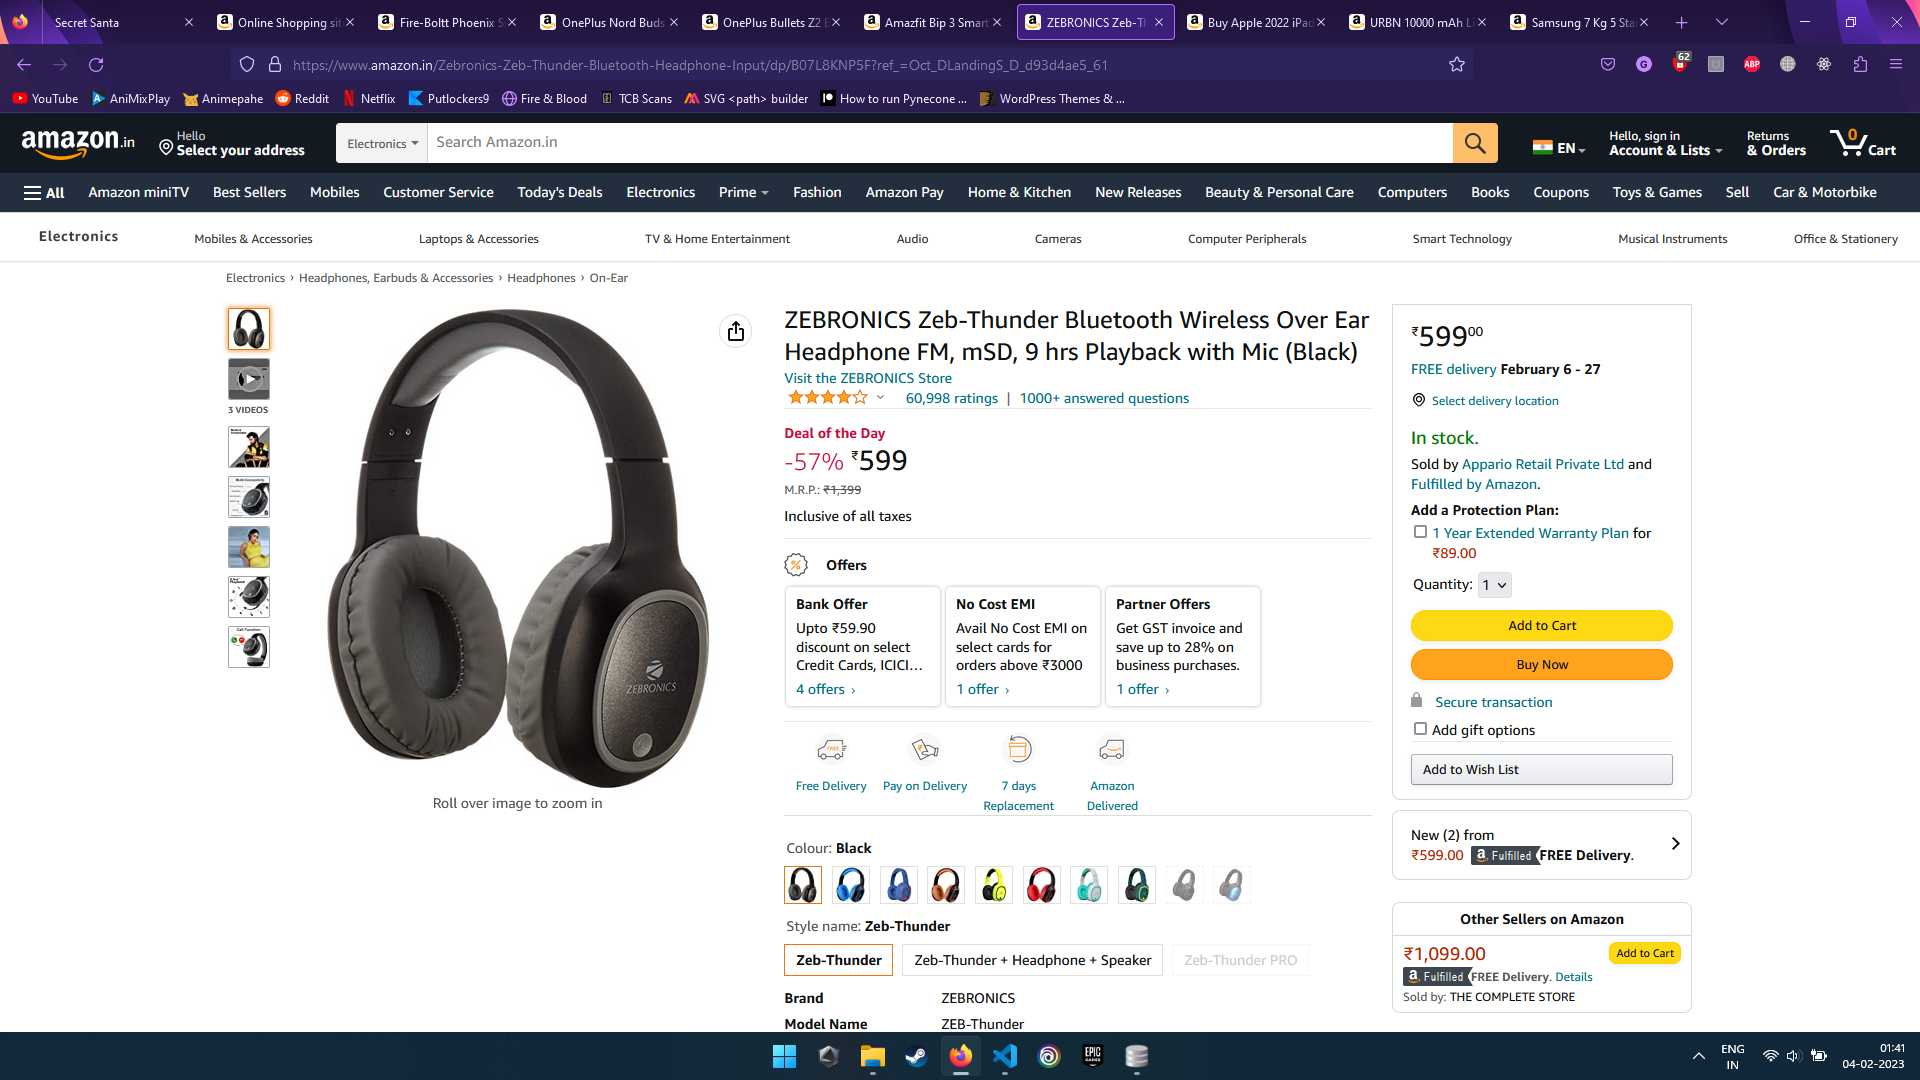 Secret Santa
Online Shopping sit
Fire-Boltt Phoenix S
OnePlus Nord Buds
OnePlus Bullets Z2 B
Amazfit Bip 3 Smart
ZEBRONICS Zeb-Th
Buy Apple 2022 iPad
URBN 10000 mAh Li
Samsung 7 Kg 5 Star
https://www.amazon.in/Zebronics-Zeb-Thunder-Bluetooth-Headphone-Input/dp/B07L8KNP5F?ref_=Oct_DLandingS_D_d93d4ae5_61
62
G
ABP
YouTube
AniMixPlay
Animepahe
Reddit
Netflix
Putlockers9
Fire & Blood
TCB Scans
SVG <path> builder
How to run Pynecone ...
WordPress Themes & ...
amazon.in
Hello
Select your address
Electronics
Search Amazon.in
EN
Hello, sign in
Account & Lists
Returns
& Orders
0
Cart
All
Amazon miniTV
Best Sellers
Mobiles
Customer Service
Today's Deals
Electronics
Prime
Fashion
Amazon Pay
Home & Kitchen
New Releases
Beauty & Personal Care
Computers
Books
Coupons
Toys & Games
Sell
Car & Motorbike
Electronics
Mobiles & Accessories
Laptops & Accessories
TV & Home Entertainment
Audio
Cameras
Computer Peripherals
Smart Technology
Musical Instruments
Office & Stationery
Electronics › Headphones, Earbuds & Accessories › Headphones › On-Ear
3 VIDEOS
ZEBRONICS
Roll over image to zoom in
ZEBRONICS Zeb-Thunder Bluetooth Wireless Over Ear
Headphone FM, mSD, 9 hrs Playback with Mic (Black)
Visit the ZEBRONICS Store
60,998 ratings | 1000+ answered questions
Deal of the Day
-57% ₹599
M.R.P.: ₹1,399
Inclusive of all taxes
Offers
Bank Offer
Upto ₹59.90
discount on select
Credit Cards, ICICI…
4 offers ›
No Cost EMI
Avail No Cost EMI on
select cards for
orders above ₹3000
1 offer ›
Partner Offers
Get GST invoice and
save up to 28% on
business purchases.
1 offer ›
Free Delivery
Pay on Delivery
7 days
Replacement
Amazon
Delivered
Colour: Black
Style name: Zeb-Thunder
Zeb-Thunder
Zeb-Thunder + Headphone + Speaker
Zeb-Thunder PRO
Brand ZEBRONICS
Model Name ZEB-Thunder
₹59900
FREE delivery February 6 - 27
Select delivery location
In stock.
Sold by Appario Retail Private Ltd and
Fulfilled by Amazon.
Add a Protection Plan:
1 Year Extended Warranty Plan for
₹89.00
Quantity: 1
Add to Cart
Buy Now
Secure transaction
Add gift options
Add to Wish List
New (2) from
₹599.00 a Fulfilled FREE Delivery.
Other Sellers on Amazon
₹1,099.00
Add to Cart
a Fulfilled FREE Delivery. Details
Sold by: THE COMPLETE STORE
EPIC
GAMES
ENG
IN
01:41
04-02-2023